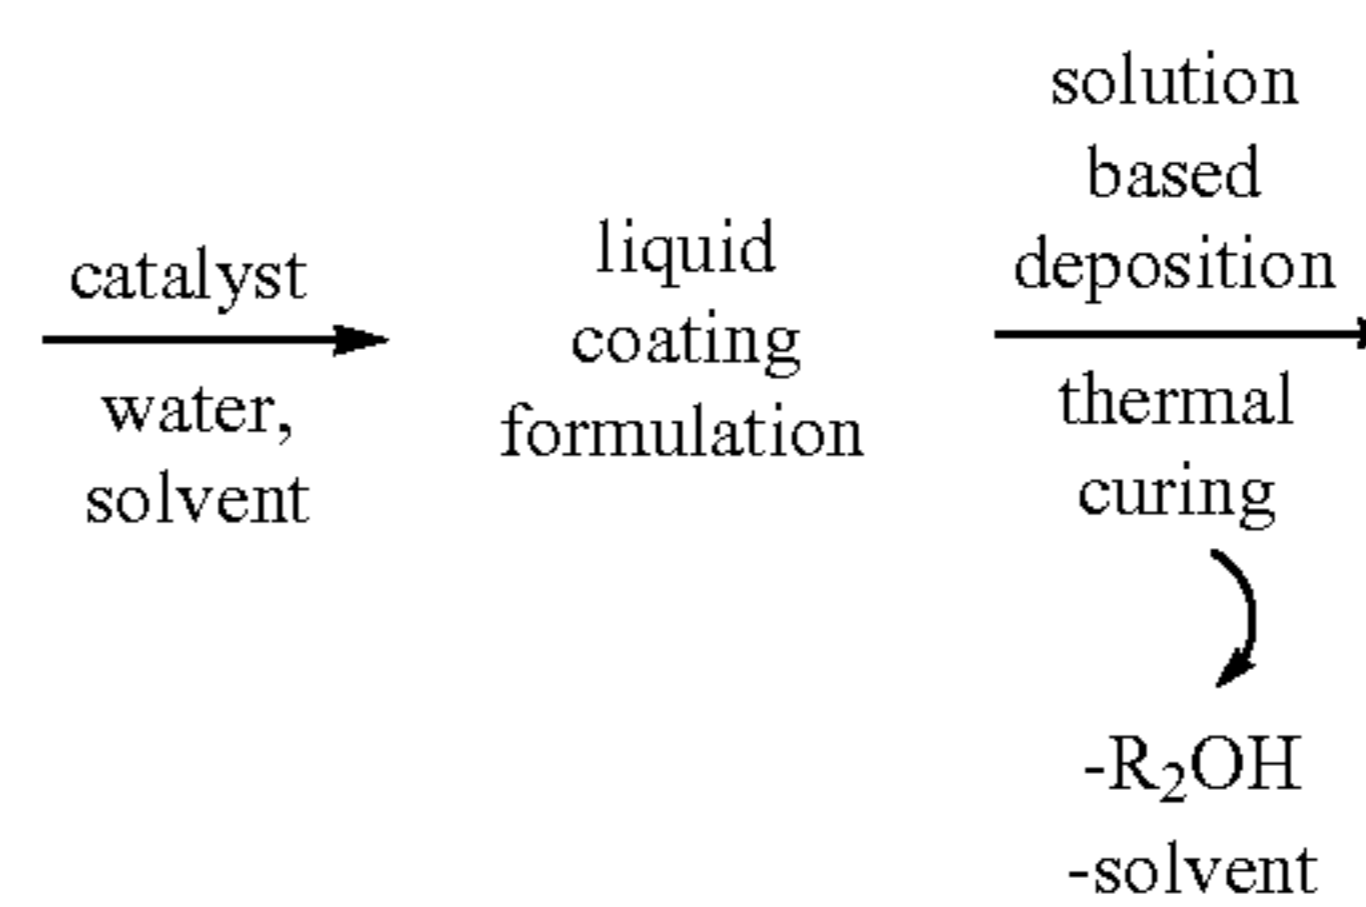 catalyst
water,
solvent
liquid
coating
formulation
solution
based
deposition
thermal
curing
-R₂OH
-solvent